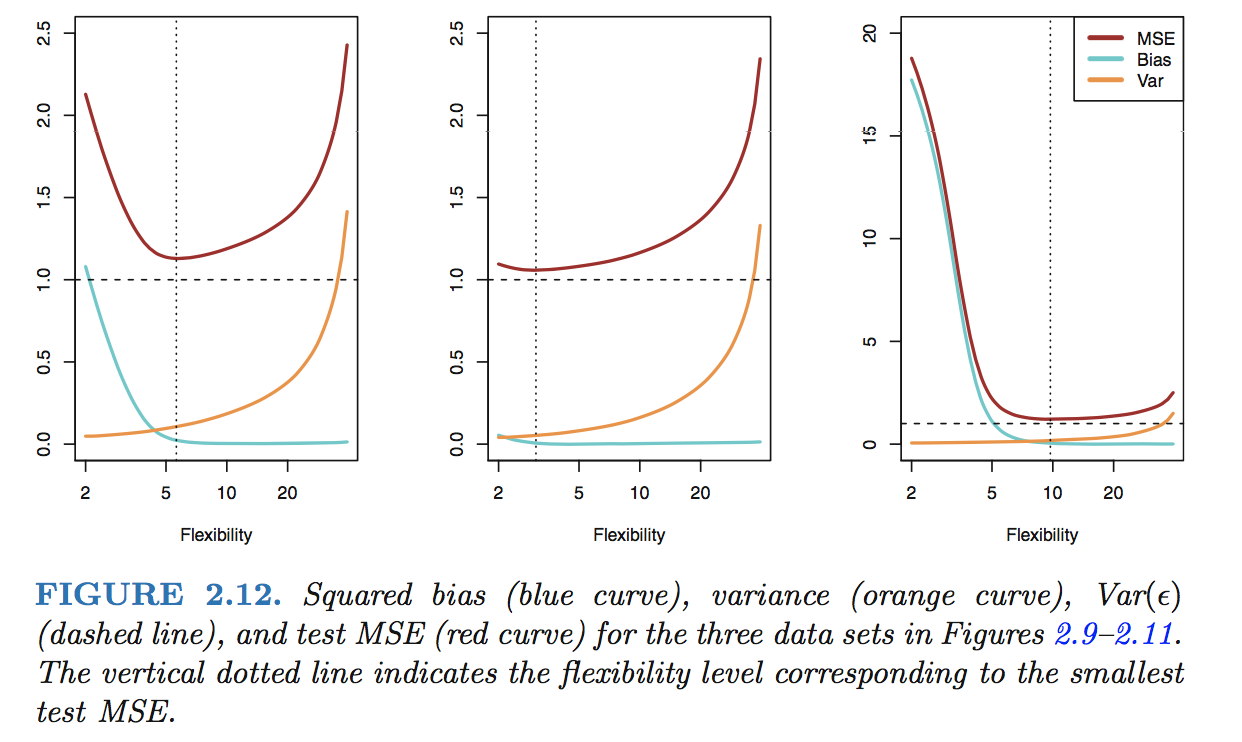 2.5
2.0
1.5
1.0
0.5
0.0
2 5 10 20
Flexibility
2.5
2.0
1.5
1.0
0.5
0.0
2 5 10 20
Flexibility
20
15
10
5
0
2 5 10 20
Flexibility
MSE
Bias
Var
FIGURE 2.12. Squared bias (blue curve), variance (orange curve), Var(ϵ)
(dashed line), and test MSE (red curve) for the three data sets in Figures 2.9–2.11.
The vertical dotted line indicates the flexibility level corresponding to the smallest
test MSE.